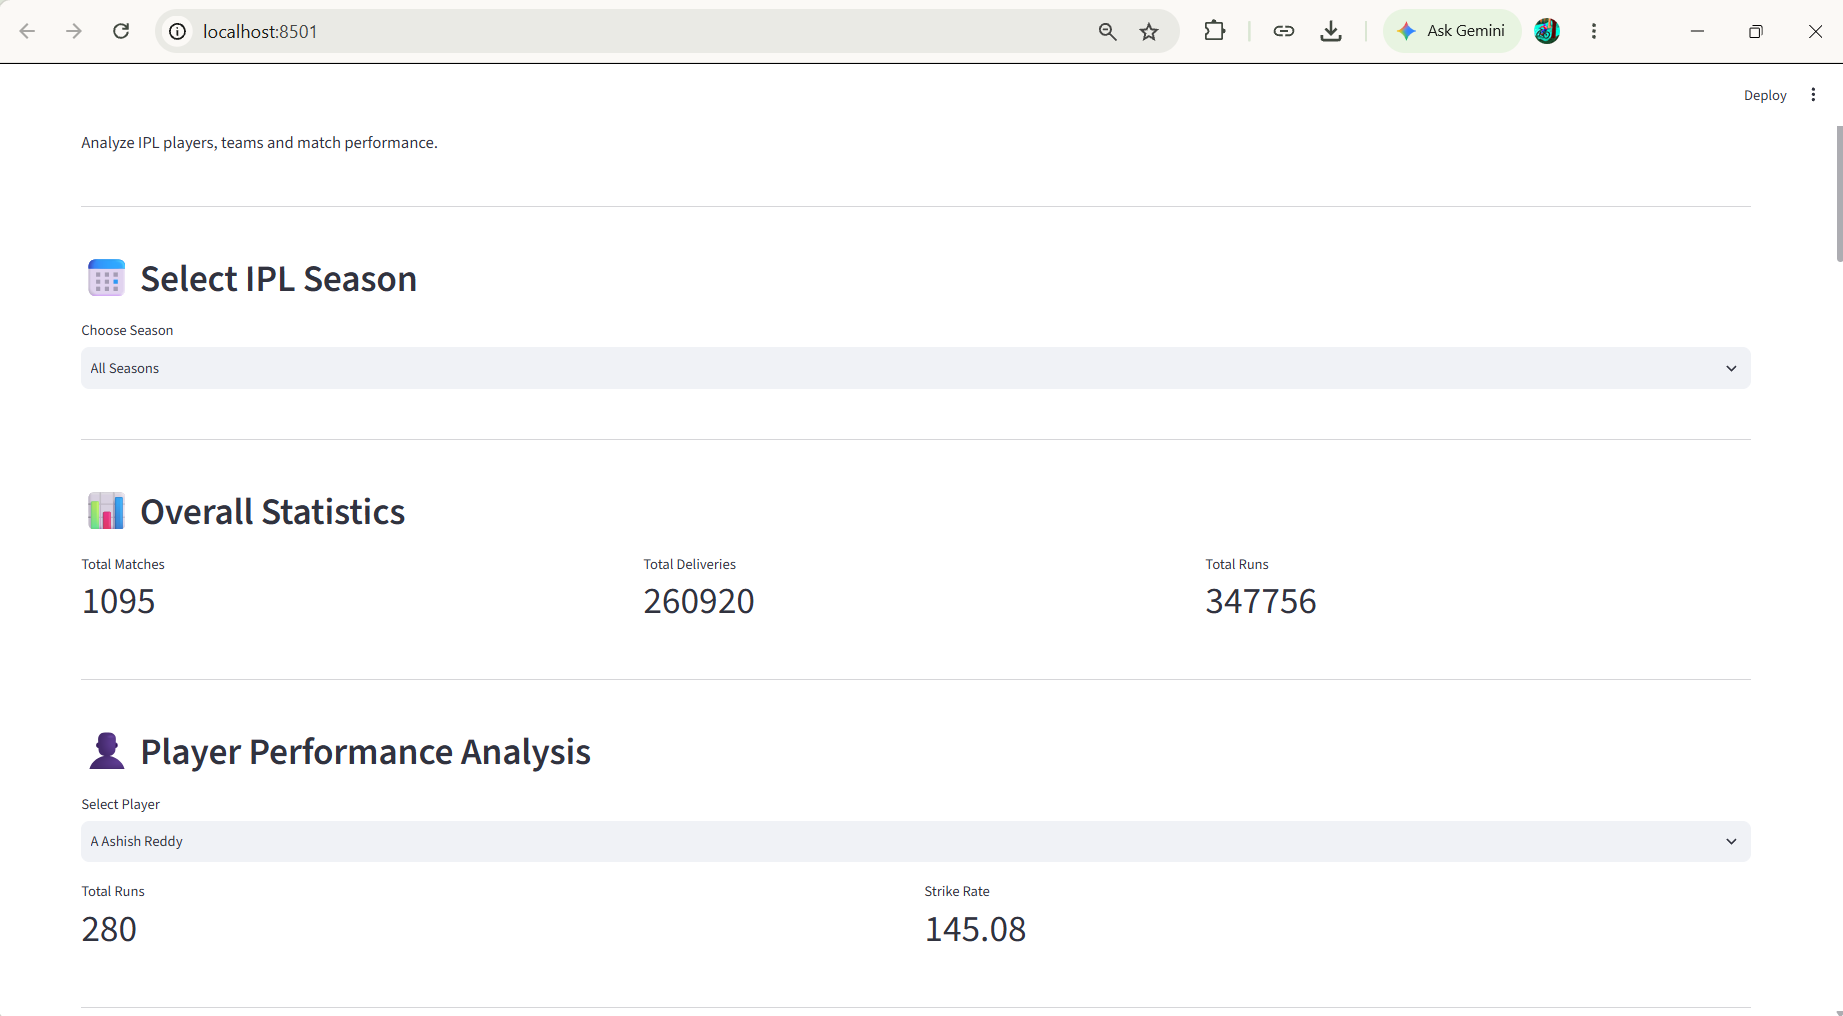 localhost:8501
Ask Gemini
Deploy
Analyze IPL players, teams and match performance.
Select IPL Season
Choose Season
All Seasons
Overall Statistics
Total Matches
1095
Total Deliveries
260920
Total Runs
347756
Player Performance Analysis
Select Player
A Ashish Reddy
Total Runs
280
Strike Rate
145.08